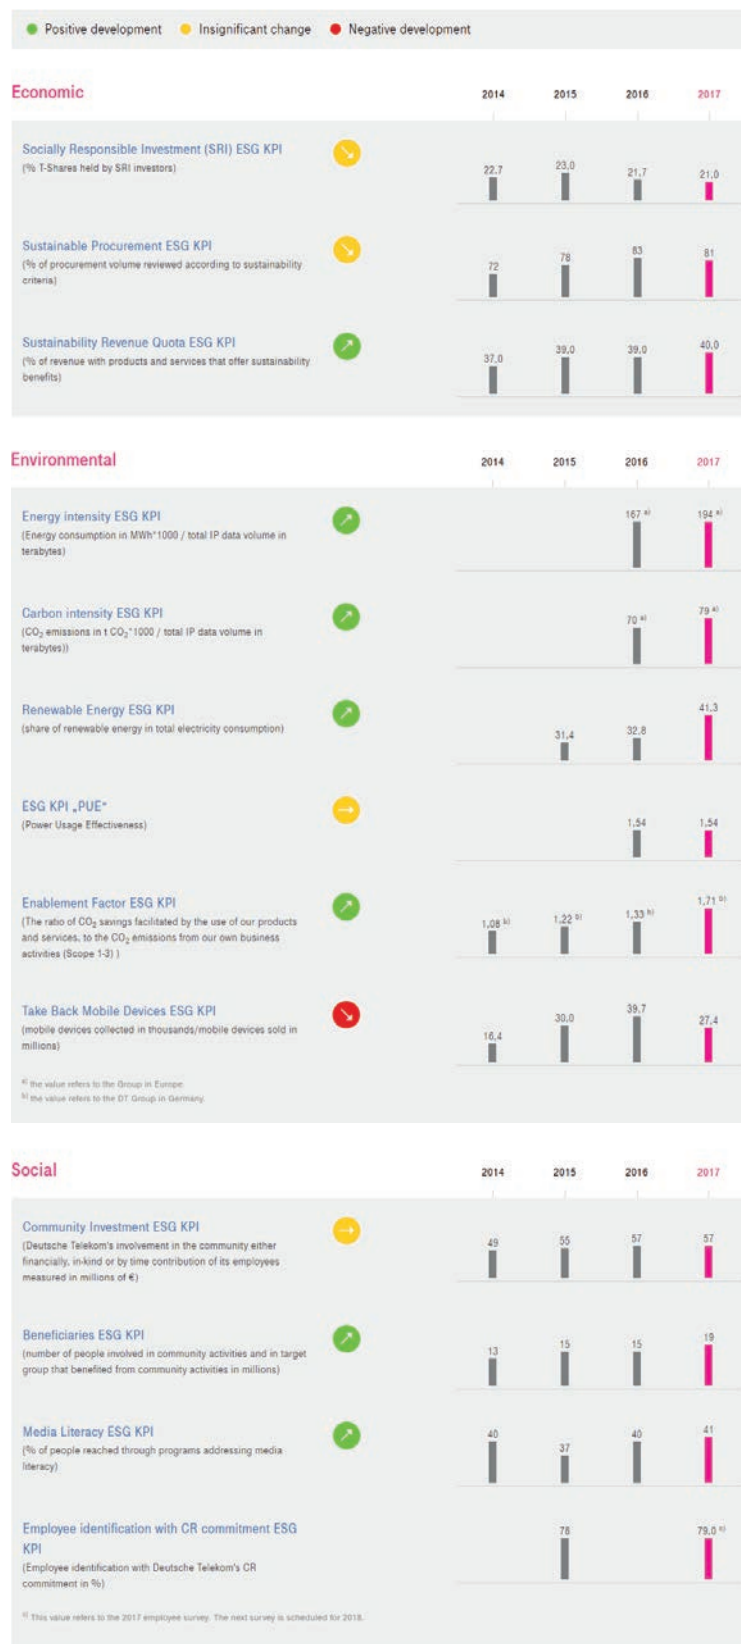 Positive development Insignificant change Negative development
Economic 2014 2015 2016 2017
Socially Responsible Investment (SRI) ESG KPI
(% T-Shares held by SRI investors)
22,7 23,0 21,7 21,0
Sustainable Procurement ESG KPI
(% of procurement volume reviewed according to sustainability
criteria)
72 78 83 81
Sustainability Revenue Quota ESG KPI
(% of revenue with products and services that offer sustainability
benefits)
37,0 39,0 39,0 40,0
Environmental 2014 2015 2016 2017
Energy intensity ESG KPI
(Energy consumption in MWh*1000 / total IP data volume in
terabytes)
167 a) 194 a)
Carbon intensity ESG KPI
(CO2 emissions in t CO2*1000 / total IP data volume in
terabytes))
70 a) 79 a)
Renewable Energy ESG KPI
(share of renewable energy in total electricity consumption)
31,4 32,8 41,3
ESG KPI „PUE“
(Power Usage Effectiveness)
1,54 1,54
Enablement Factor ESG KPI
(The ratio of CO2 savings facilitated by the use of our products
and services, to the CO2 emissions from our own business
activities (Scope 1-3) )
1,08 b) 1,22 b) 1,33 b) 1,71 b)
Take Back Mobile Devices ESG KPI
(mobile devices collected in thousands/mobile devices sold in
millions)
16,4 30,0 39,7 27,4
a) the value refers to the Group in Europe
b) the value refers to the DT Group in Germany.
Social 2014 2015 2016 2017
Community Investment ESG KPI
(Deutsche Telekom's involvement in the community either
financially, in-kind or by time contribution of its employees
measured in millions of €)
49 55 57 57
Beneficiaries ESG KPI
(number of people involved in community activities and in target
group that benefited from community activities in millions)
13 15 15 19
Media Literacy ESG KPI
(% of people reached through programs addressing media
literacy)
40 37 40 41
Employee identification with CR commitment ESG
KPI
(Employee identification with Deutsche Telekom's CR
commitment in %)
78 79,0
This value refers to the 2017 employee survey. The next survey is scheduled for 2018.